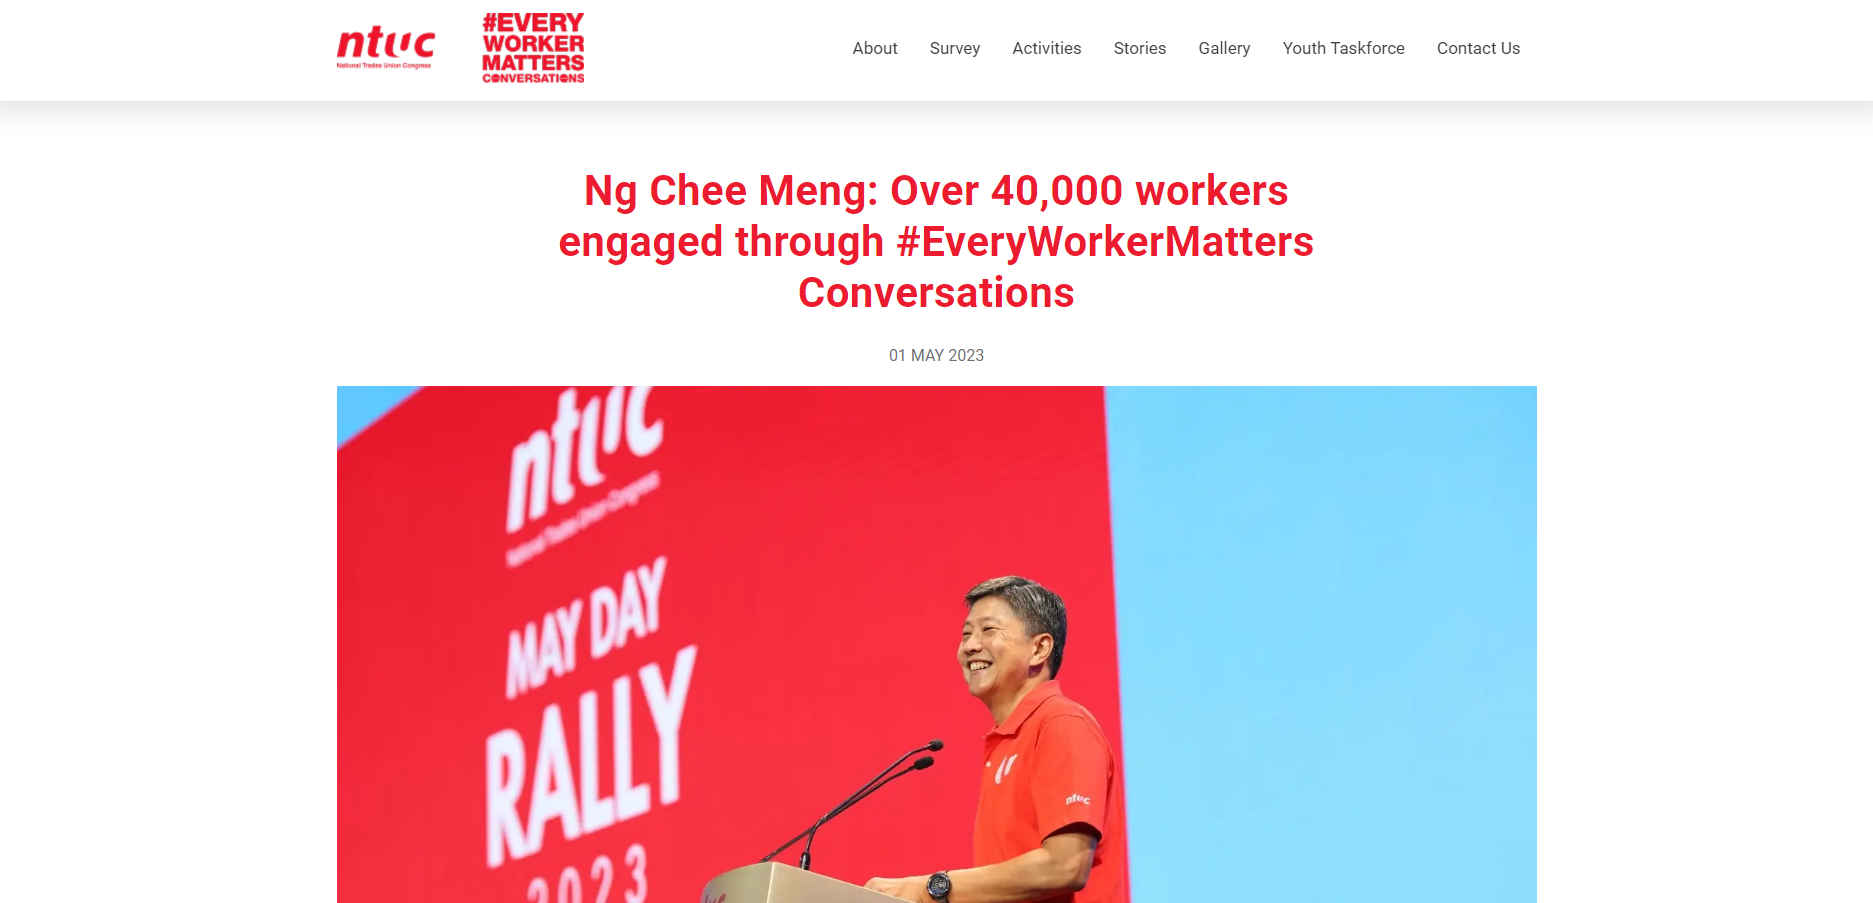 ntuc
National Trades Union Congress
#EVERY
WORKER
MATTERS
CONVERSATIONS
About Survey Activities Stories Gallery Youth Taskforce Contact Us
Ng Chee Meng: Over 40,000 workers
engaged through #EveryWorkerMatters
Conversations
01 MAY 2023
ntuc
National Trades Union Congress
MAY DAY
RALLY
2023
ntuc